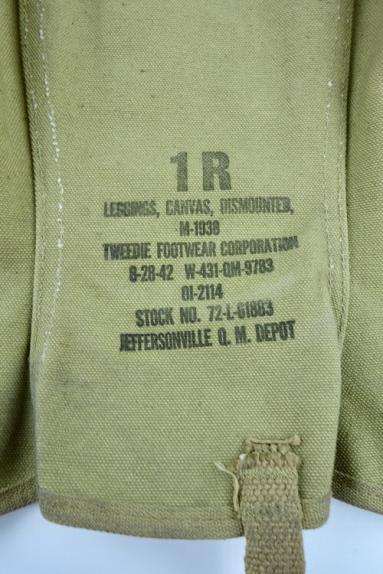 1R
LEGGINGS, CANVAS, DISMOUNTED,
M-1938
TWEEDIE FOOTWEAR CORPORATION
8-28-42 W-431-QM-9783
OI-2114
STOCK NO. 72-L-61883
JEFFERSONVILLE Q. M. DEPOT